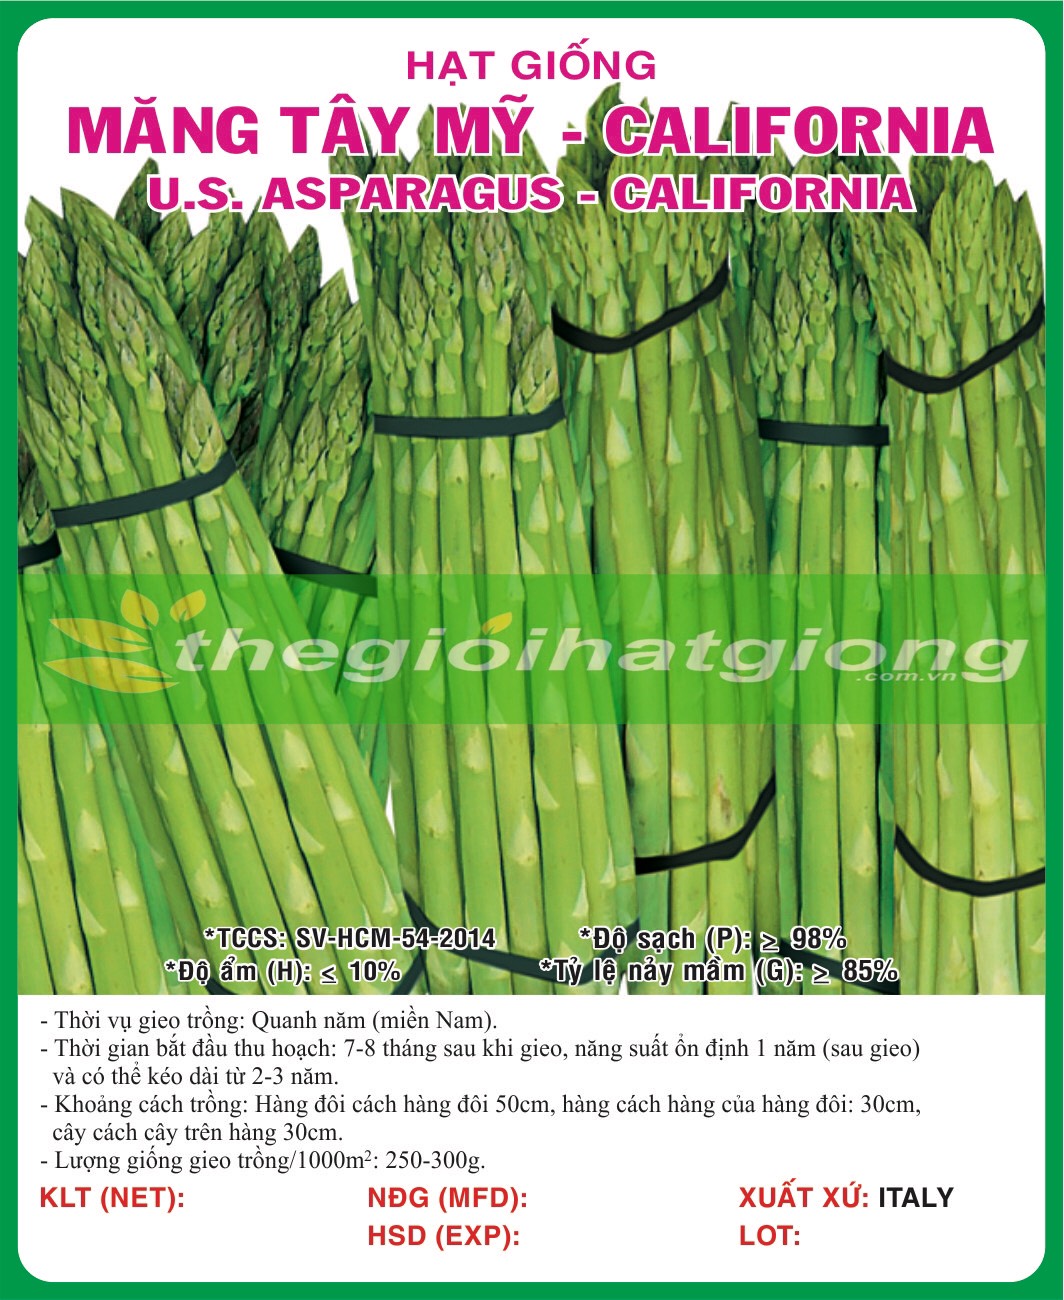 HẠT GIỐNG
MĂNG TÂY MỸ - CALIFORNIA
U.S. ASPARAGUS - CALIFORNIA
thegioihatgiong
.com.vn
*TCCS: SV-HCM-54-2014
*Độ sạch (P): ≥ 98%
*Độ ẩm (H): ≤ 10%
*Tỷ lệ nảy mầm (G): ≥ 85%
- Thời vụ gieo trồng: Quanh năm (miền Nam).
- Thời gian bắt đầu thu hoạch: 7-8 tháng sau khi gieo, năng suất ổn định 1 năm (sau gieo)
và có thể kéo dài từ 2-3 năm.
- Khoảng cách trồng: Hàng đôi cách hàng đôi 50cm, hàng cách hàng của hàng đôi: 30cm,
cây cách cây trên hàng 30cm.
- Lượng giống gieo trồng/1000m²: 250-300g.
KLT (NET):
NĐG (MFD):
XUẤT XỨ: ITALY
HSD (EXP):
LOT: